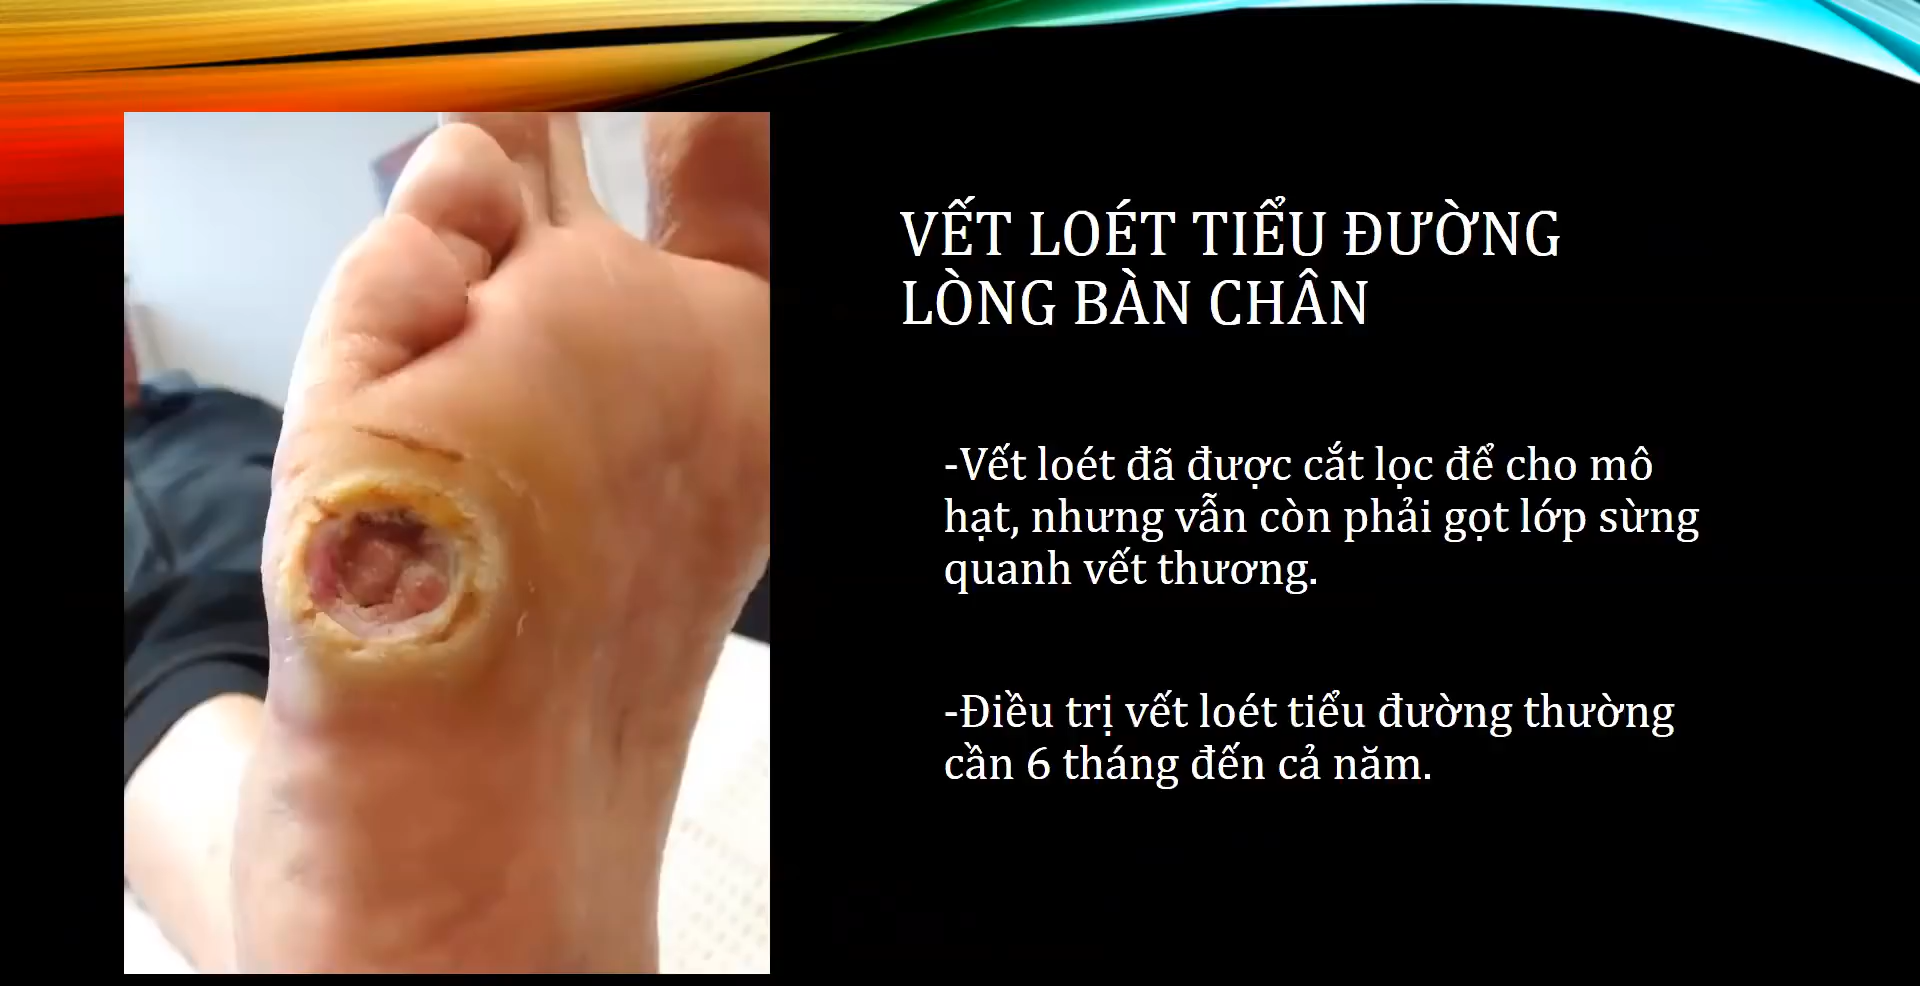 VẾT LOÉT TIỂU ĐƯỜNG
LÒNG BÀN CHÂN
-Vết loét đã được cắt lọc để cho mô
hạt, nhưng vẫn còn phải gọt lớp sừng
quanh vết thương.
-Điều trị vết loét tiểu đường thường
cần 6 tháng đến cả năm.